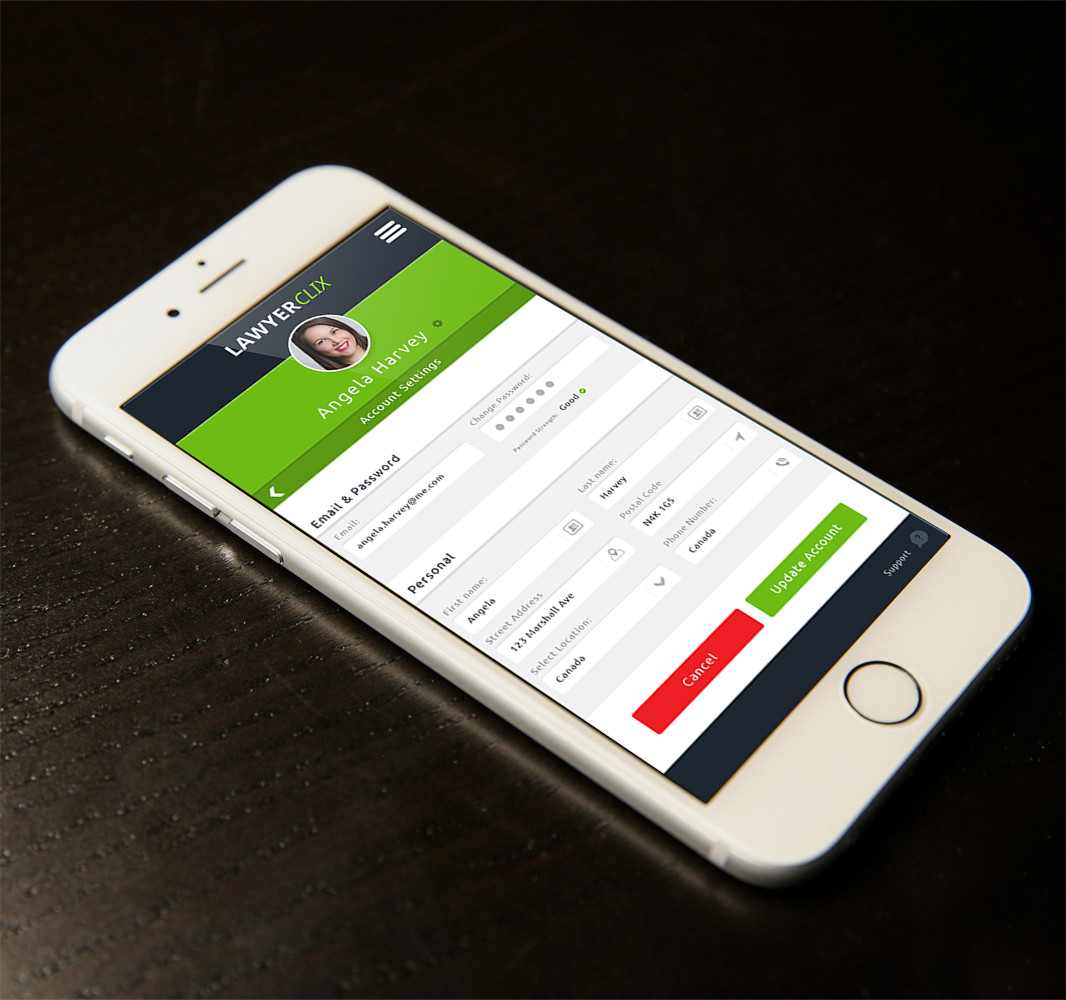 LAWYERCLIX
Angela Harvey
Account Settings
Email & Password
Email:
Change Password:
angela.harvey@me.com
Password Strength: Good
Personal
First name:
Last name:
Angela
Harvey
Street Address
Postal Code
123 Marshall Ave
N4K 1G5
Select Location:
Phone Number:
Canada
Canada
Cancel
Update Account
Support
?